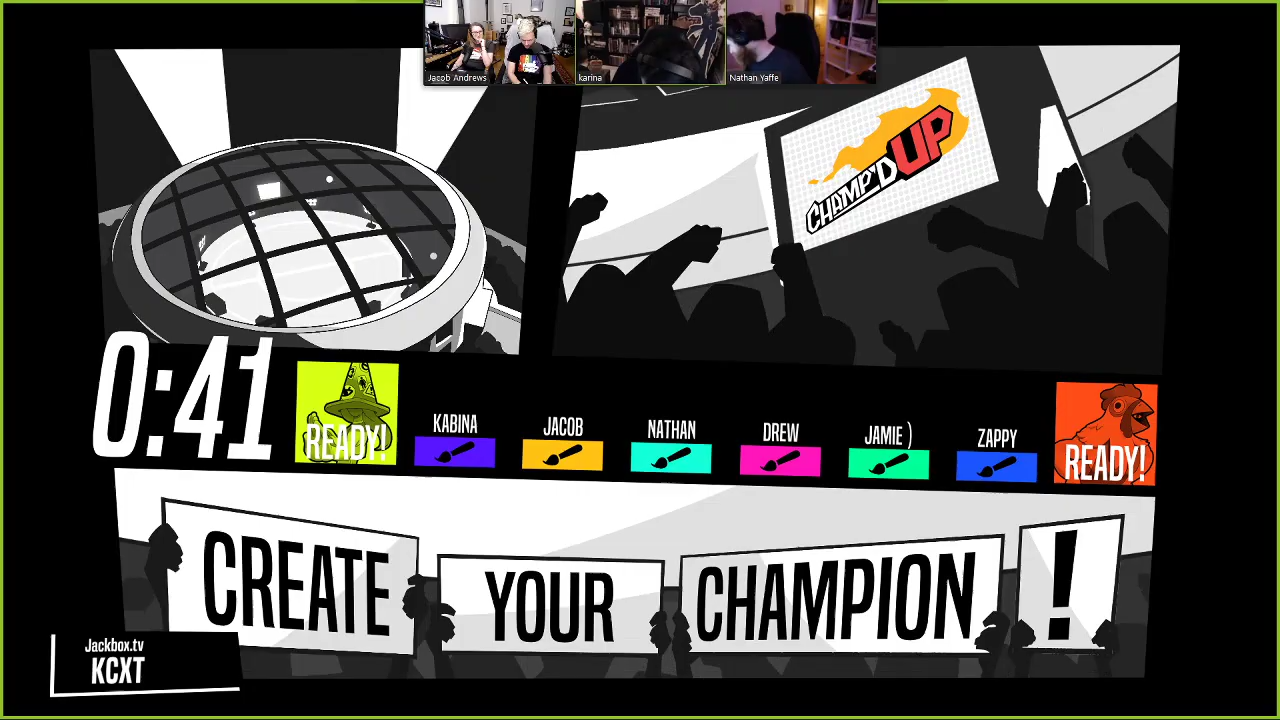 Jacob Andrews
karina
Nathan Yaffe
CHAMP'D UP
0:41
READY!
KABINA
JACOB
NATHAN
DREW
JAMIE )
ZAPPY
READY!
CREATE YOUR CHAMPION !
Jackbox.tv
KCXT